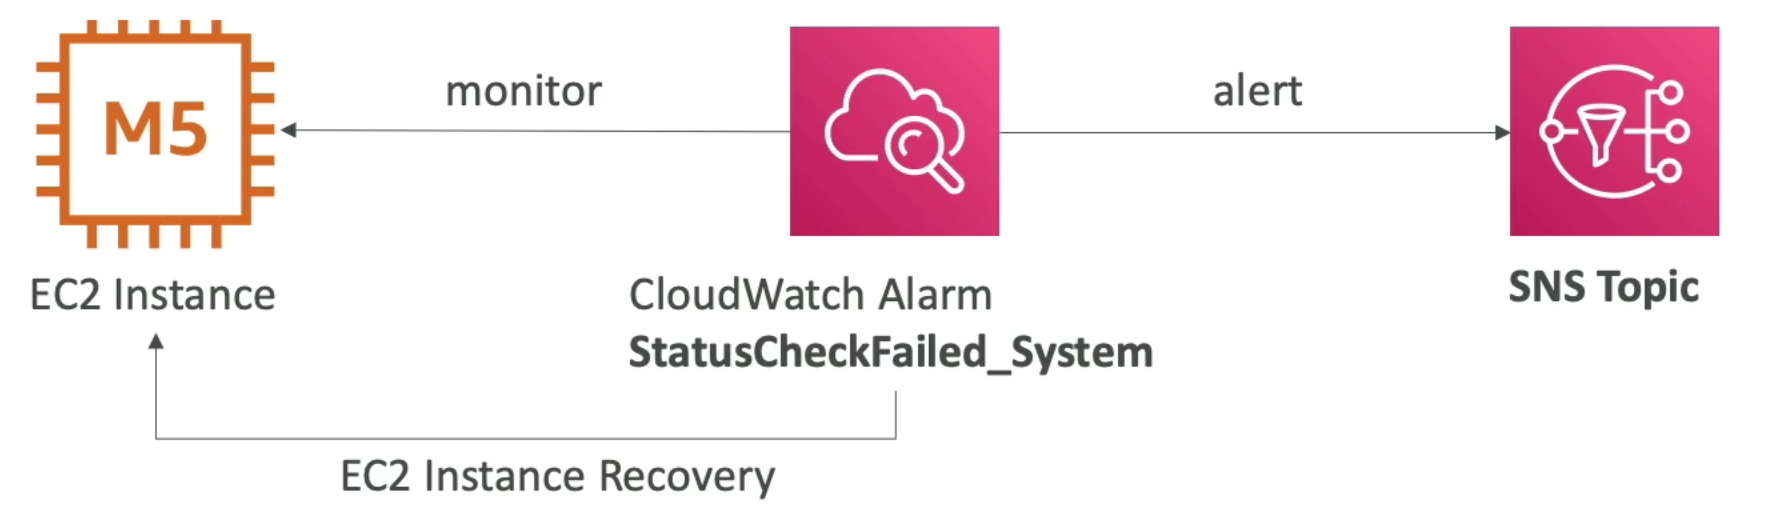 M5
monitor
alert
EC2 Instance
CloudWatch Alarm
StatusCheckFailed_System
SNS Topic
EC2 Instance Recovery